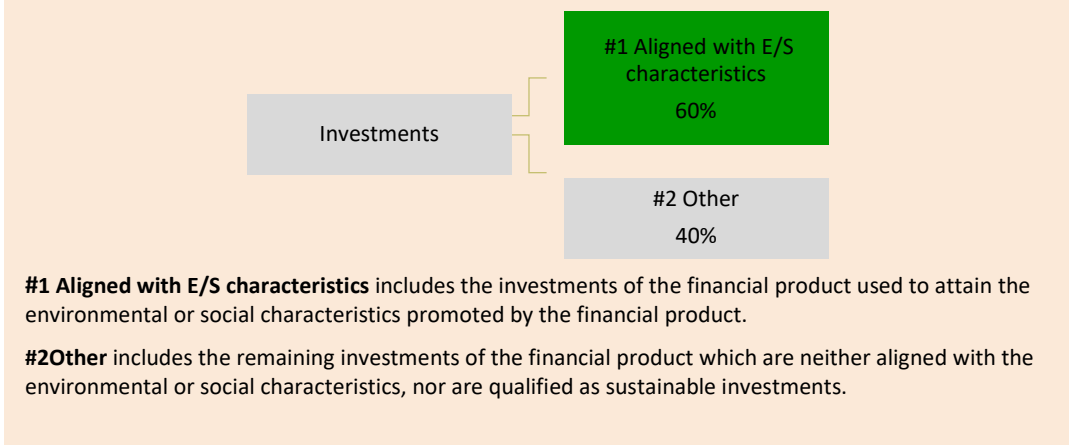 #1 Aligned with E/S
characteristics
60%
Investments
#2 Other
40%
#1 Aligned with E/S characteristics includes the investments of the financial product used to attain the
environmental or social characteristics promoted by the financial product.
#2Other includes the remaining investments of the financial product which are neither aligned with the
environmental or social characteristics, nor are qualified as sustainable investments.